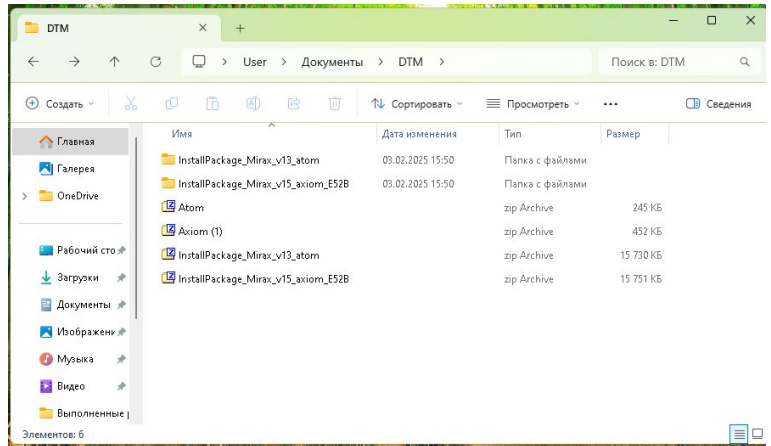 DTM
User > Документы > DTM >
Поиск в: DTM
Создать
Сортировать
Просмотреть
Сведения
Главная
Галерея
OneDrive
Рабочий сто
Загрузки
Документы
Изображени
Музыка
Видео
Выполненные
Имя Дата изменения Тип Размер
InstallPackage_Mirax_v13_atom 03.02.2025 15:50 Папка с файлами
InstallPackage_Mirax_v15_axiom_E52B 03.02.2025 15:50 Папка с файлами
Atom zip Archive 245 КБ
Axiom (1) zip Archive 452 КБ
InstallPackage_Mirax_v13_atom zip Archive 15 730 КБ
InstallPackage_Mirax_v15_axiom_E52B zip Archive 15 751 КБ
Элементов: 6